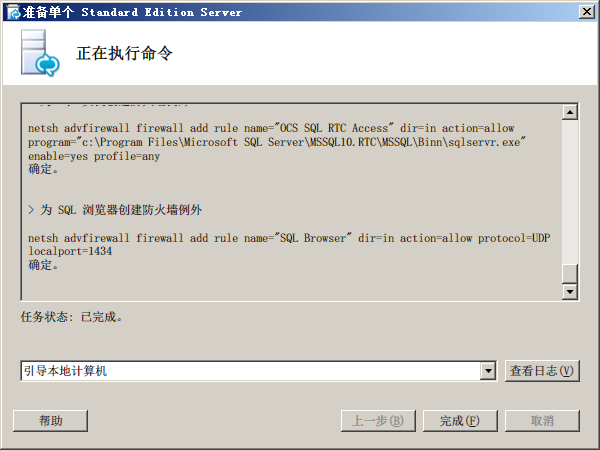 准备单个 Standard Edition Server
正在执行命令
netsh advfirewall firewall add rule name="OCS SQL RTC Access" dir=in action=allow
program="c:\Program Files\Microsoft SQL Server\MSSQL10.RTC\MSSQL\Binn\sqlservr.exe"
enable=yes profile=any
确定。
> 为 SQL 浏览器创建防火墙例外
netsh advfirewall firewall add rule name="SQL Browser" dir=in action=allow protocol=UDP
localport=1434
确定。
任务状态: 已完成。
引导本地计算机
查看日志(V)
帮助
上一步(B)
完成(F)
取消